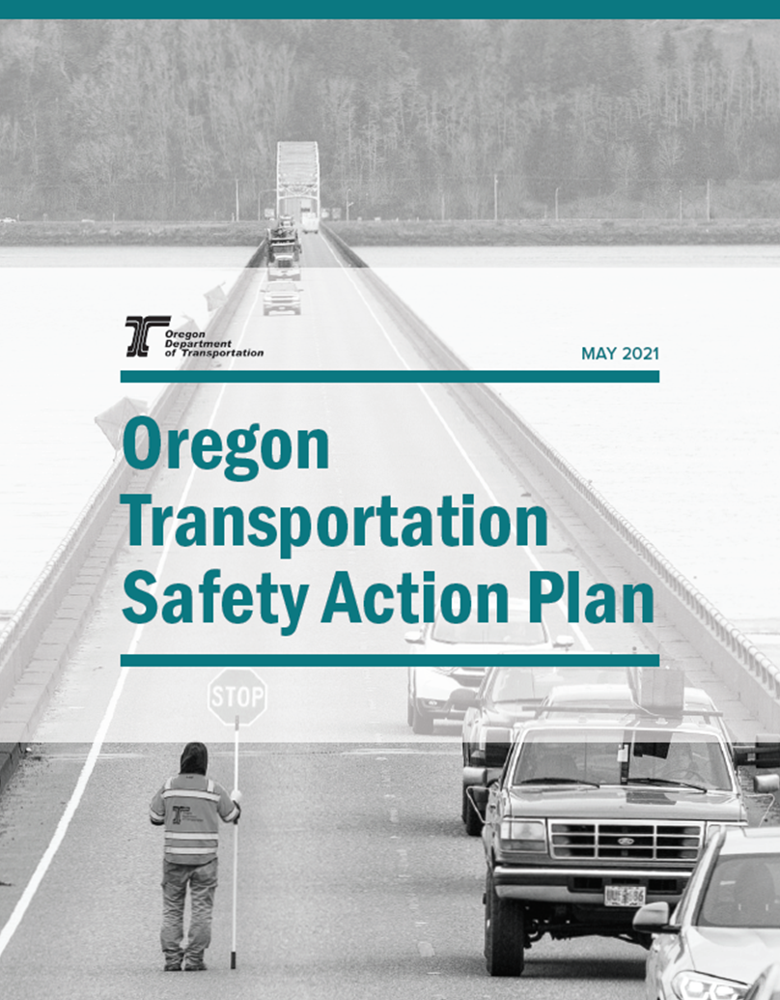 Oregon
Department
of Transportation
MAY 2021
Oregon
Transportation
Safety Action Plan
STOP